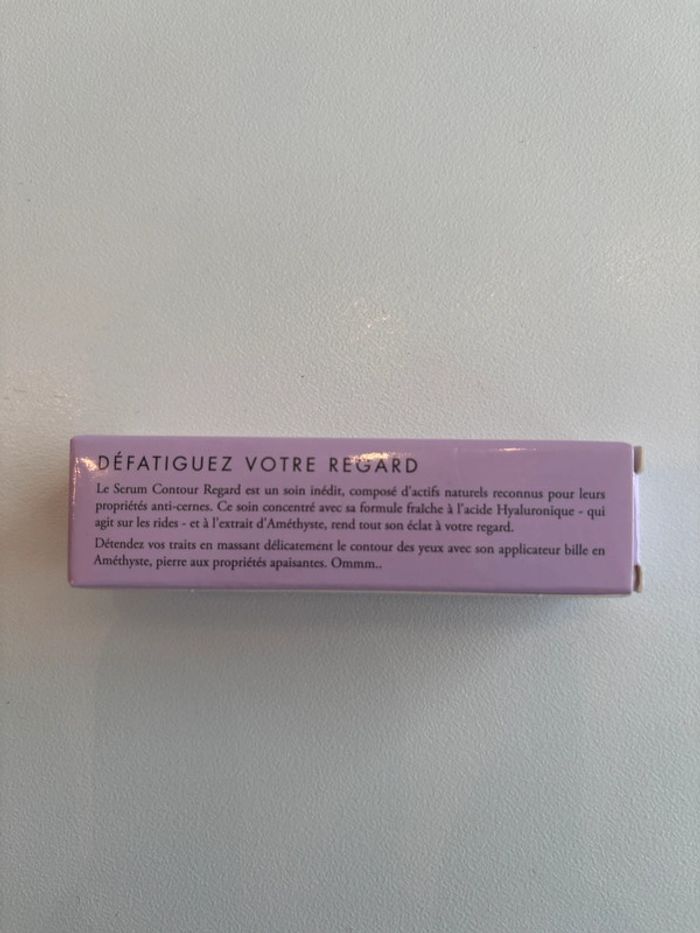 DÉFATIGUEZ VOTRE REGARD
Le Serum Contour Regard est un soin inédit, composé d'actifs naturels reconnus pour leurs
propriétés anti-cernes. Ce soin concentré avec sa formule fraîche à l'acide Hyaluronique - qui
agit sur les rides - et à l'extrait d'Améthyste, rend tout son éclat à votre regard.
Détendez vos traits en massant délicatement le contour des yeux avec son applicateur bille en
Améthyste, pierre aux propriétés apaisantes. Ommm..